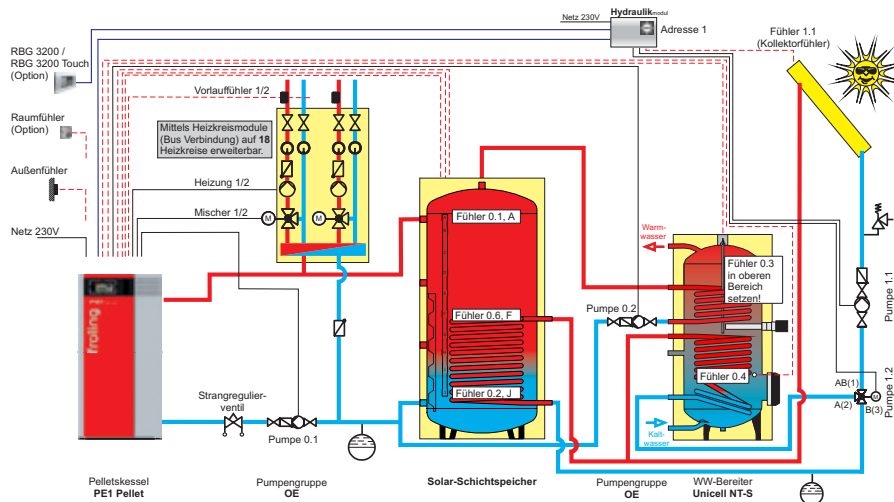 Hydraulikmodul
Netz 230V
Adresse 1
Fühler 1.1
(Kollektorfühler)
RBG 3200 /
RBG 3200 Touch
(Option)
Vorlauffühler 1/2
Raumfühler
(Option)
Mittels Heizkreismodule
(Bus Verbindung) auf 18
Heizkreise erweiterbar.
Außenfühler
Heizung 1/2
Mischer 1/2
M
M
Netz 230V
Fühler 0.1, A
Warm-
wasser
Fühler 0.3
in oberen
Bereich
setzen!
Pumpe 1.1
froling
Fühler 0.6, F
Pumpe 0.2
Fühler 0.4
Pumpe 1.2
AB(1)
M
A(2)
B(3)
Fühler 0.2, J
Strangregulier-
ventil
Pumpe 0.1
Kalt-
wasser
Pelletskessel
PE1 Pellet
Pumpengruppe
OE
Solar-Schichtspeicher
Pumpengruppe
OE
WW-Bereiter
Unicell NT-S